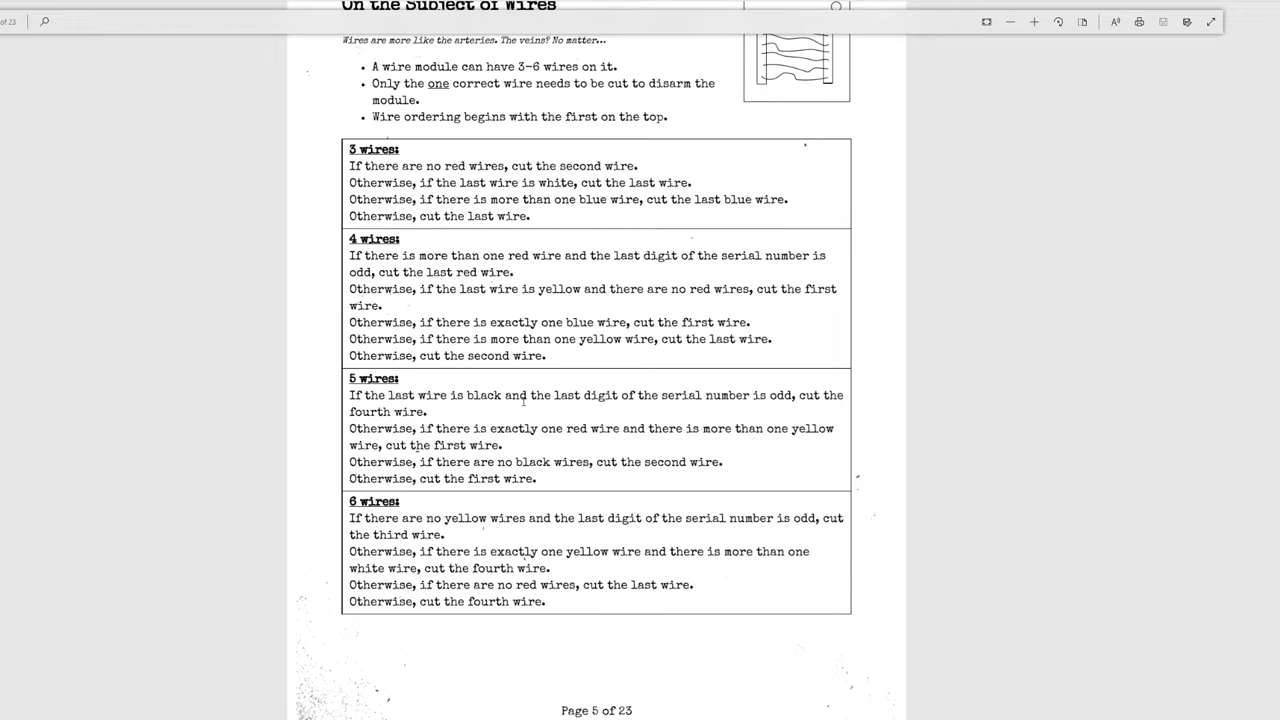 On the Subject of Wires
of 23
Wires are more like the arteries. The veins? No matter...
• A wire module can have 3-6 wires on it.
• Only the one correct wire needs to be cut to disarm the
module.
• Wire ordering begins with the first on the top.
3 wires:
If there are no red wires, cut the second wire.
Otherwise, if the last wire is white, cut the last wire.
Otherwise, if there is more than one blue wire, cut the last blue wire.
Otherwise, cut the last wire.
4 wires:
If there is more than one red wire and the last digit of the serial number is
odd, cut the last red wire.
Otherwise, if the last wire is yellow and there are no red wires, cut the first
wire.
Otherwise, if there is exactly one blue wire, cut the first wire.
Otherwise, if there is more than one yellow wire, cut the last wire.
Otherwise, cut the second wire.
5 wires:
If the last wire is black and the last digit of the serial number is odd, cut the
fourth wire.
Otherwise, if there is exactly one red wire and there is more than one yellow
wire, cut the first wire.
Otherwise, if there are no black wires, cut the second wire.
Otherwise, cut the first wire.
6 wires:
If there are no yellow wires and the last digit of the serial number is odd, cut
the third wire.
Otherwise, if there is exactly one yellow wire and there is more than one
white wire, cut the fourth wire.
Otherwise, if there are no red wires, cut the last wire.
Otherwise, cut the fourth wire.
Page 5 of 23